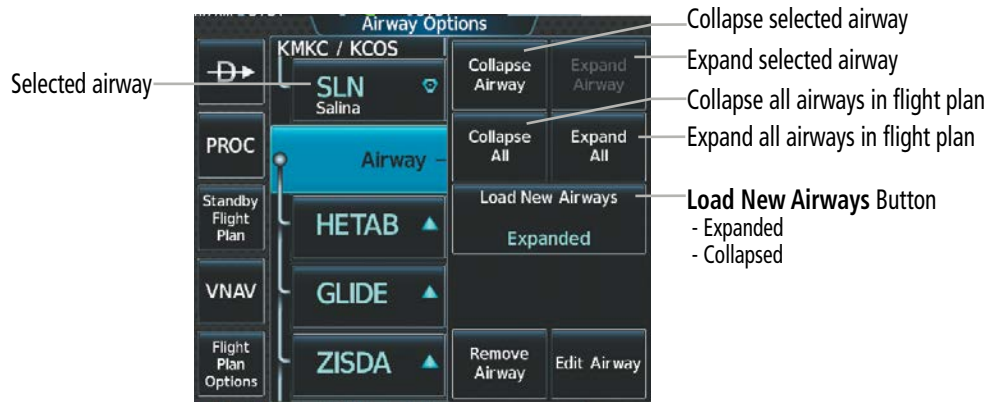 Airway Options
KMKC / KCOS
D
SLN
Salina
Collapse
Airway
Expand
Airway
PROC
Airway
Collapse
All
Expand
All
Standby
Flight
Plan
HETAB
Load New Airways
Expanded
VNAV
GLIDE
Flight
Plan
Options
ZISDA
Remove
Airway
Edit Airway
Selected airway
Collapse selected airway
Expand selected airway
Collapse all airways in flight plan
Expand all airways in flight plan
Load New Airways Button
- Expanded
- Collapsed